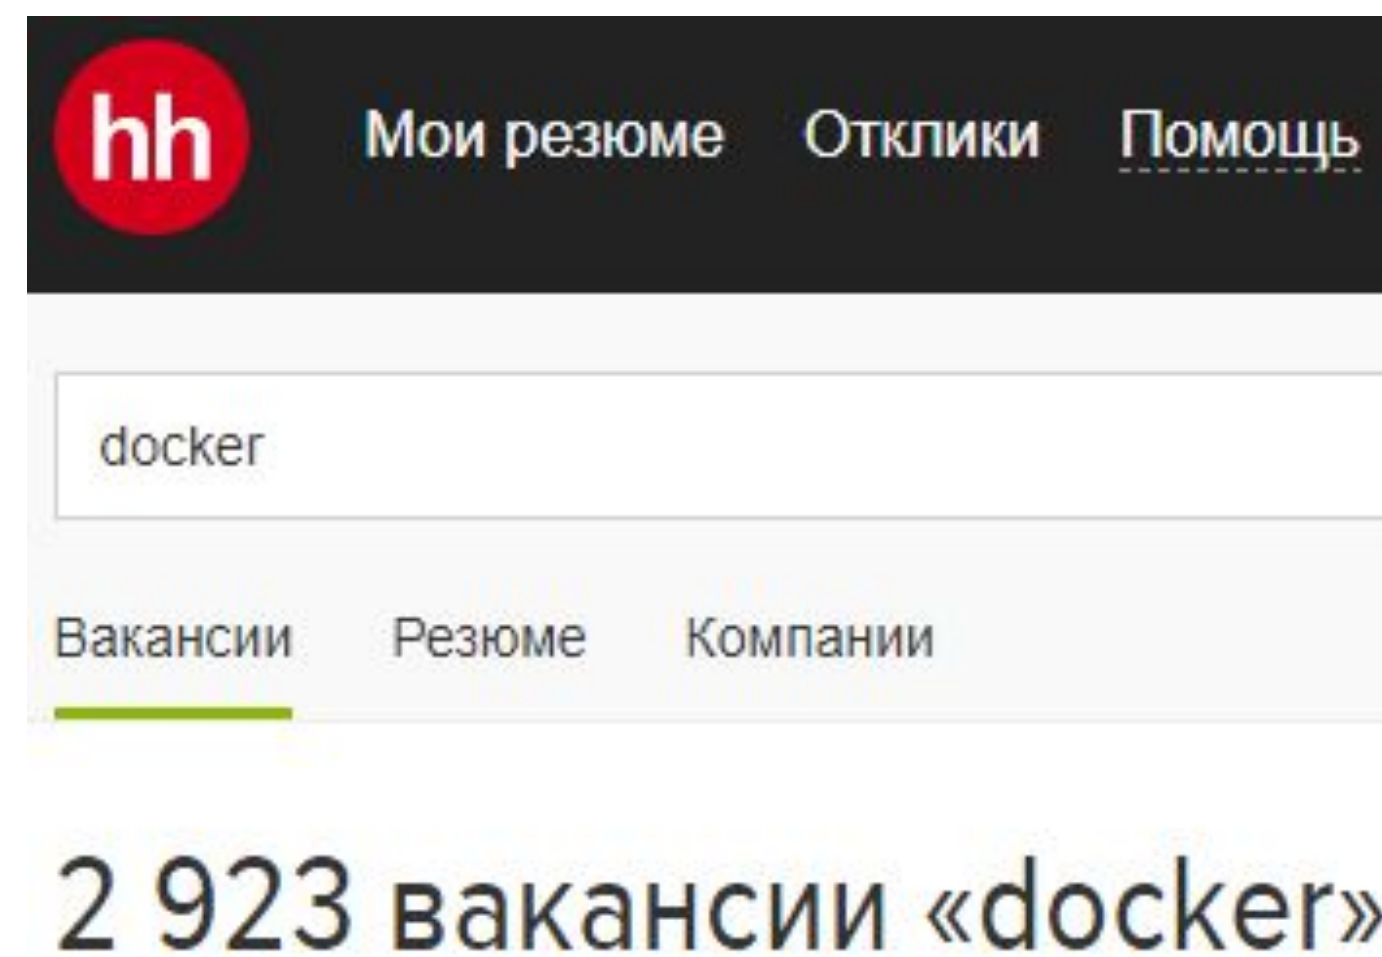 hh Мои резюме Отклики Помощь
docker
Вакансии Резюме Компании
2 923 вакансии «docker»